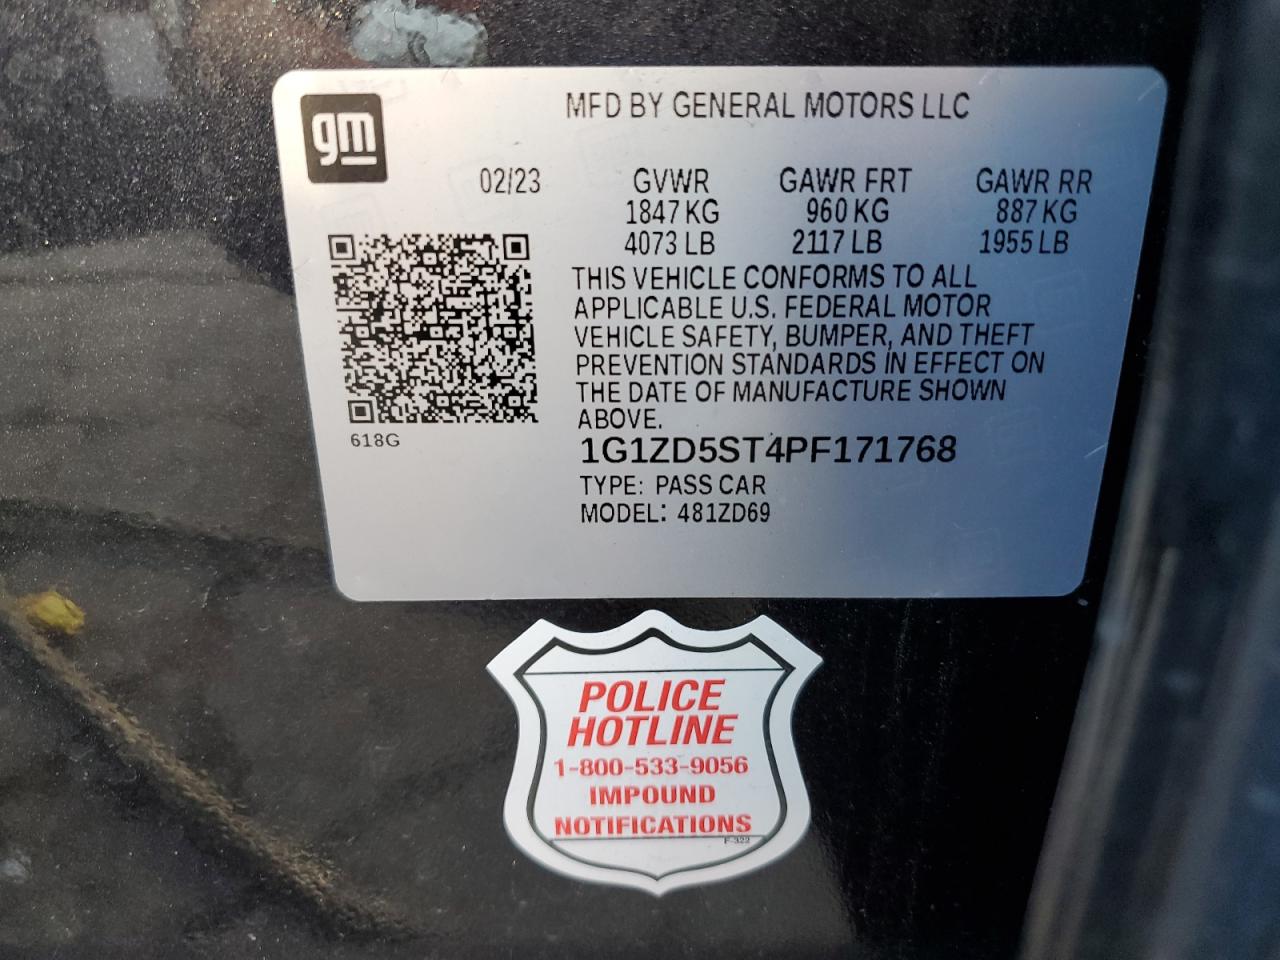 gm
MFD BY GENERAL MOTORS LLC
02/23 GVWR GAWR FRT GAWR RR
1847 KG 960 KG 887 KG
4073 LB 2117 LB 1955 LB
THIS VEHICLE CONFORMS TO ALL
APPLICABLE U.S. FEDERAL MOTOR
VEHICLE SAFETY, BUMPER, AND THEFT
PREVENTION STANDARDS IN EFFECT ON
THE DATE OF MANUFACTURE SHOWN
ABOVE.
618G
1G1ZD5ST4PF171768
TYPE: PASS CAR
MODEL: 481ZD69
POLICE
HOTLINE
1-800-533-9056
IMPOUND
NOTIFICATIONS
F-322